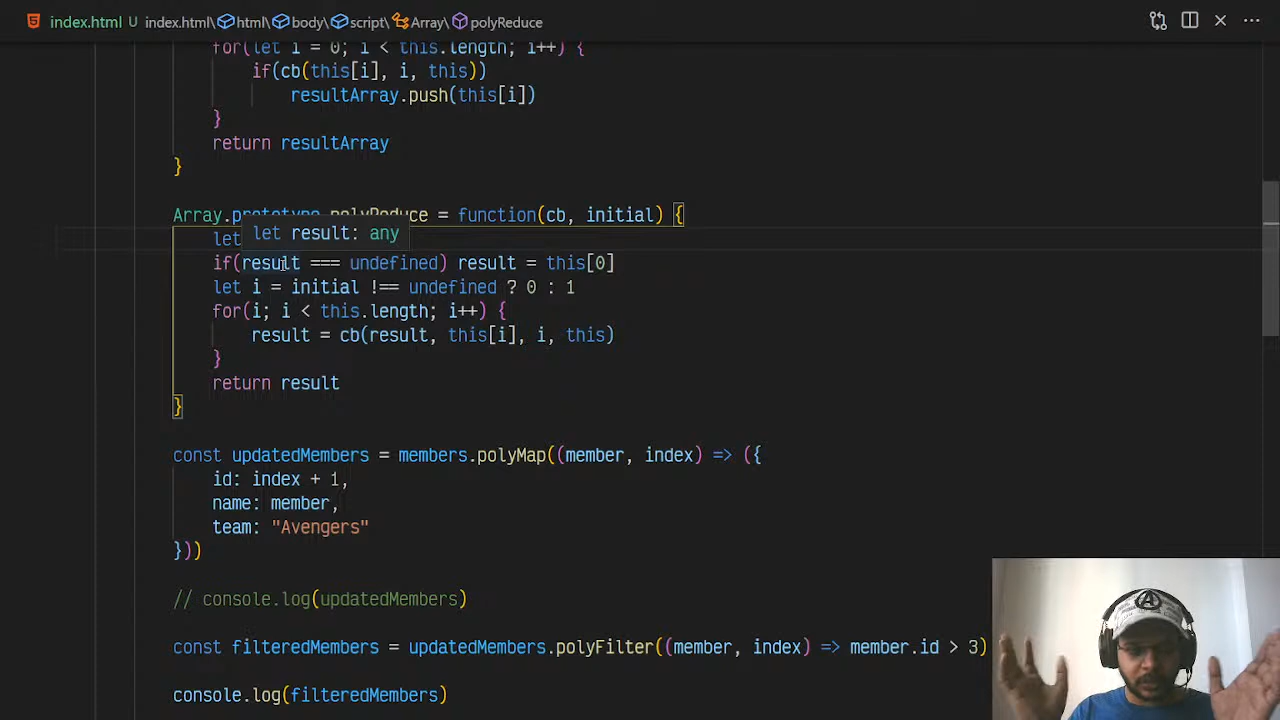 index.html U index.html\html\body\script\Array\polyReduce
for(let i = 0; i < this.length; i++) {
if(cb(this[i], i, this))
resultArray.push(this[i])
}
return resultArray
}
Array.prototype.polyReduce = function(cb, initial) {
let result: any
let
if(result === undefined) result = this[0]
let i = initial !== undefined ? 0 : 1
for(i; i < this.length; i++) {
result = cb(result, this[i], i, this)
}
return result
}
const updatedMembers = members.polyMap((member, index) => ({
id: index + 1,
name: member,
team: "Avengers"
}))
// console.log(updatedMembers)
const filteredMembers = updatedMembers.polyFilter((member, index) => member.id > 3)
console.log(filteredMembers)